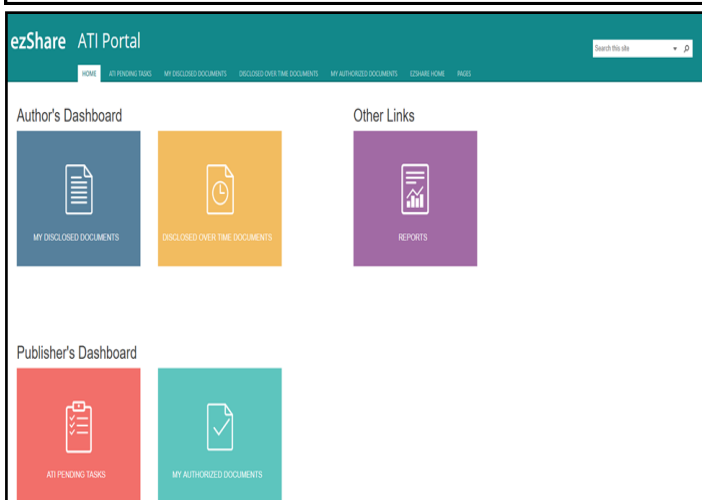 ezShare ATI Portal
Search this site
HOME ATI PENDING TASKS MY DISCLOSED DOCUMENTS DISCLOSED OVER TIME DOCUMENTS MY AUTHORIZED DOCUMENTS EZSHARE HOME PAGES
Author's Dashboard
Other Links
MY DISCLOSED DOCUMENTS
DISCLOSED OVER TIME DOCUMENTS
REPORTS
Publisher's Dashboard
ATI PENDING TASKS
MY AUTHORIZED DOCUMENTS